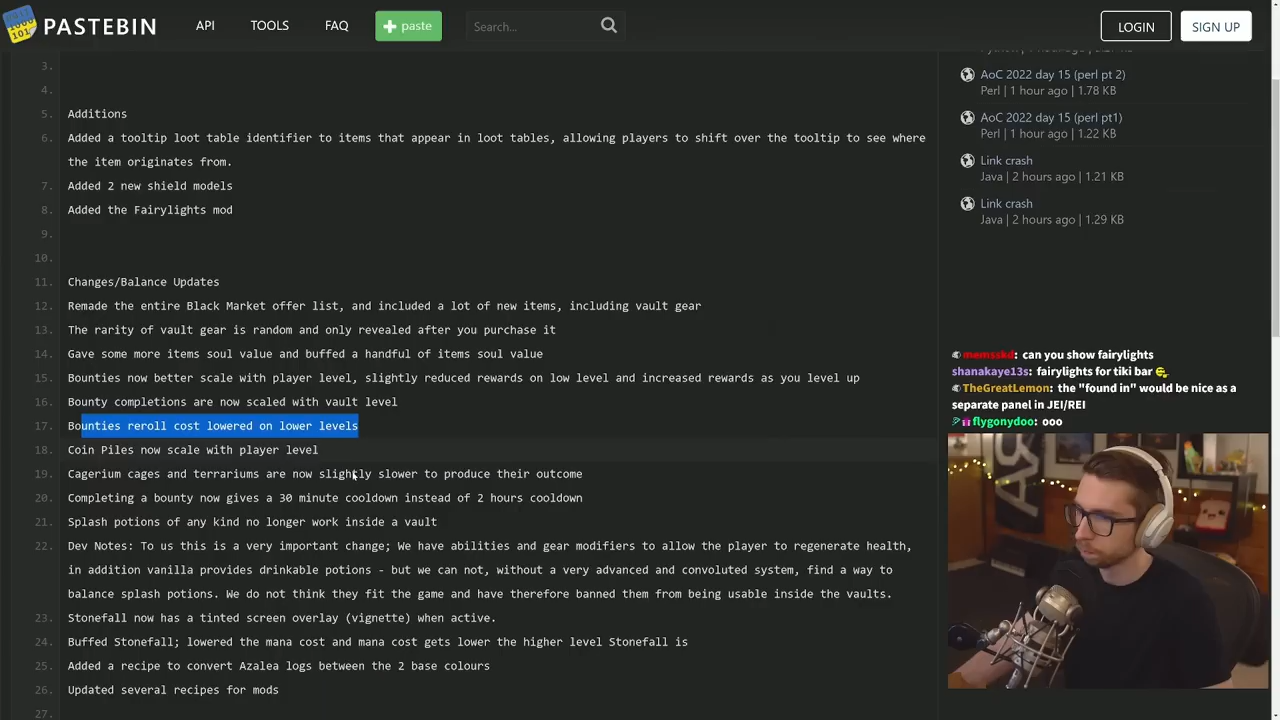 PASTEBIN
API
TOOLS
FAQ
+ paste
Search...
LOGIN
SIGN UP
3.
4.
5. Additions
6. Added a tooltip loot table identifier to items that appear in loot tables, allowing players to shift over the tooltip to see where
the item originates from.
7. Added 2 new shield models
8. Added the Fairylights mod
9.
10.
11. Changes/Balance Updates
12. Remade the entire Black Market offer list, and included a lot of new items, including vault gear
13. The rarity of vault gear is random and only revealed after you purchase it
14. Gave some more items soul value and buffed a handful of items soul value
15. Bounties now better scale with player level, slightly reduced rewards on low level and increased rewards as you level up
16. Bounty completions are now scaled with vault level
17. Bounties reroll cost lowered on lower levels
18. Coin Piles now scale with player level
19. Cagerium cages and terrariums are now slightly slower to produce their outcome
20. Completing a bounty now gives a 30 minute cooldown instead of 2 hours cooldown
21. Splash potions of any kind no longer work inside a vault
22. Dev Notes: To us this is a very important change; We have abilities and gear modifiers to allow the player to regenerate health,
in addition vanilla provides drinkable potions - but we can not, without a very advanced and convoluted system, find a way to
balance splash potions. We do not think they fit the game and have therefore banned them from being usable inside the vaults.
23. Stonefall now has a tinted screen overlay (vignette) when active.
24. Buffed Stonefall; lowered the mana cost and mana cost gets lower the higher level Stonefall is
25. Added a recipe to convert Azalea logs between the 2 base colours
26. Updated several recipes for mods
27.
AoC 2022 day 15 (perl pt 2)
Perl | 1 hour ago | 1.78 KB
AoC 2022 day 15 (perl pt1)
Perl | 1 hour ago | 1.22 KB
Link crash
Java | 2 hours ago | 1.21 KB
Link crash
Java | 2 hours ago | 1.29 KB
memsskd: can you show fairylights
shanakaye13s: fairylights for tiki bar
TheGreatLemon: the "found in" would be nice as a
separate panel in JEI/REI
flygonydoo: ooo